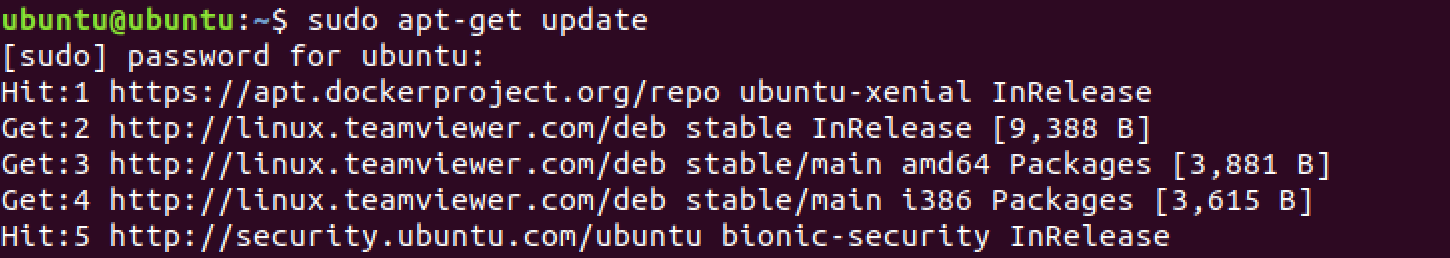 ubuntu@ubuntu:~$ sudo apt-get update
[sudo] password for ubuntu:
Hit:1 https://apt.dockerproject.org/repo ubuntu-xenial InRelease
Get:2 http://linux.teamviewer.com/deb stable InRelease [9,388 B]
Get:3 http://linux.teamviewer.com/deb stable/main amd64 Packages [3,881 B]
Get:4 http://linux.teamviewer.com/deb stable/main i386 Packages [3,615 B]
Hit:5 http://security.ubuntu.com/ubuntu bionic-security InRelease